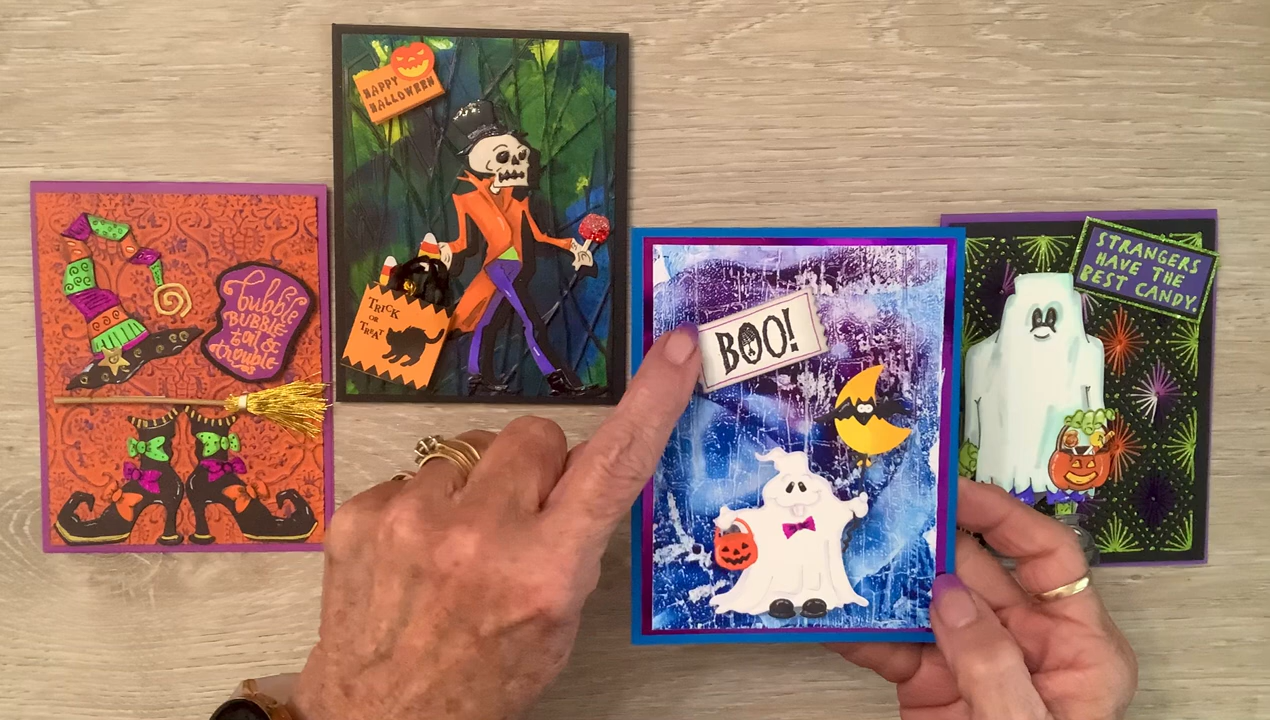 bubble
BUBBLE-
toil &
trouble
HAPPY
HALLOWEEN
TRICK
OR
TREAT
BOO!
STRANGERS
HAVE THE
BEST CANDY.